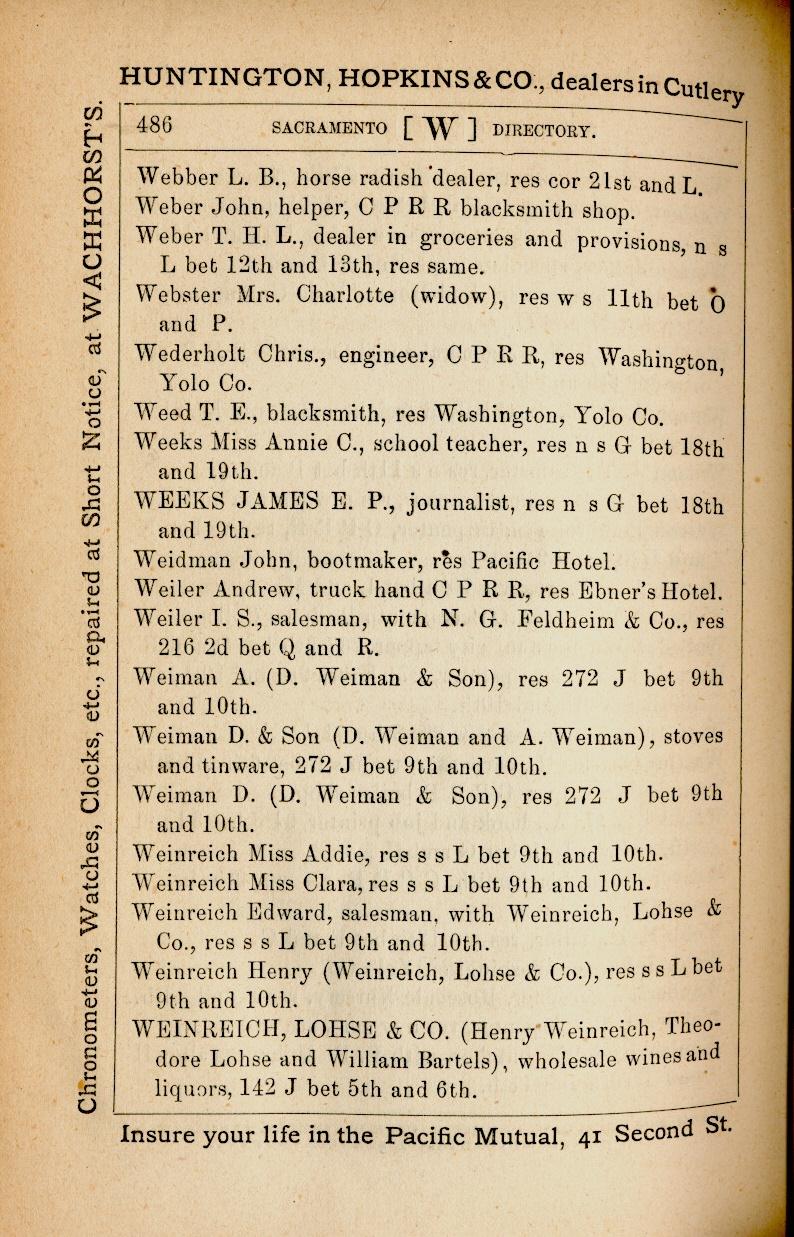 HUNTINGTON, HOPKINS & CO., dealers in Cutlery
486 SACRAMENTO [ W ] DIRECTORY.
Webber L. B., horse radish dealer, res cor 21st and L.
Weber John, helper, C P R R blacksmith shop.
Weber T. H. L., dealer in groceries and provisions, n s
L bet 12th and 13th, res same.
Webster Mrs. Charlotte (widow), res w s 11th bet O
and P.
Wederholt Chris., engineer, C P R R, res Washington,
Yolo Co.
Weed T. E., blacksmith, res Washington, Yolo Co.
Weeks Miss Annie C., school teacher, res n s G bet 18th
and 19th.
WEEKS JAMES E. P., journalist, res n s G bet 18th
and 19th.
Weidman John, bootmaker, res Pacific Hotel.
Weiler Andrew, truck hand C P R R, res Ebner's Hotel.
Weiler I. S., salesman, with N. G. Feldheim & Co., res
216 2d bet Q and R.
Weiman A. (D. Weiman & Son), res 272 J bet 9th
and 10th.
Weiman D. & Son (D. Weiman and A. Weiman), stoves
and tinware, 272 J bet 9th and 10th.
Weiman D. (D. Weiman & Son), res 272 J bet 9th
and 10th.
Weinreich Miss Addie, res s s L bet 9th and 10th.
Weinreich Miss Clara, res s s L bet 9th and 10th.
Weinreich Edward, salesman, with Weinreich, Lohse &
Co., res s s L bet 9th and 10th.
Weinreich Henry (Weinreich, Lohse & Co.), res s s L bet
9th and 10th.
WEINREICH, LOHSE & CO. (Henry Weinreich, Theo-
dore Lohse and William Bartels), wholesale wines and
liquors, 142 J bet 5th and 6th.
Insure your life in the Pacific Mutual, 41 Second St.
Chronometers, Watches, Clocks, etc., repaired at Short Notice, at WACHHORST'S.